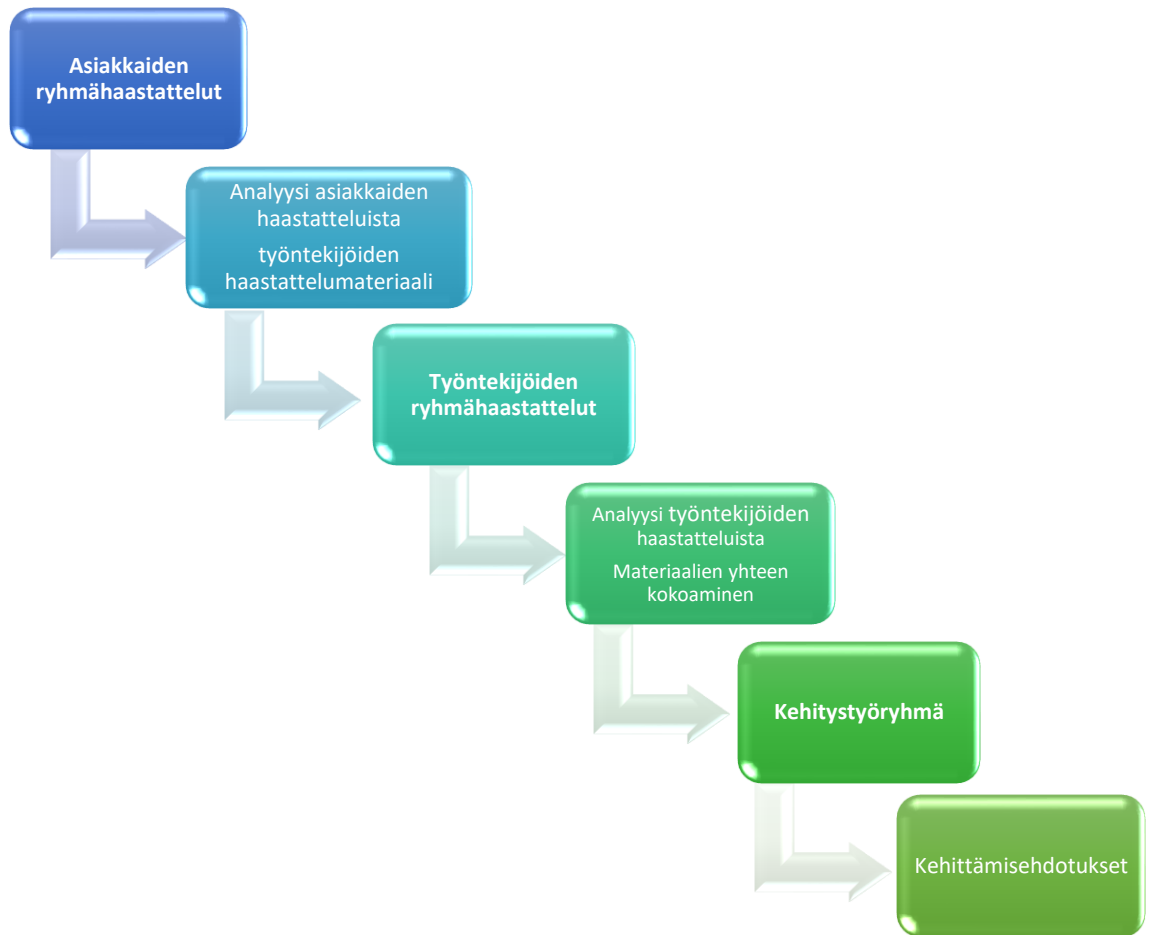 Asiakkaiden
ryhmähaastattelut
Analyysi asiakkaiden
haastatteluista
työntekijöiden
haastattelumateriaali
Työntekijöiden
ryhmähaastattelut
Analyysi työntekijöiden
haastatteluista
Materiaalien yhteen
kokoaminen
Kehitystyöryhmä
Kehittämisehdotukset